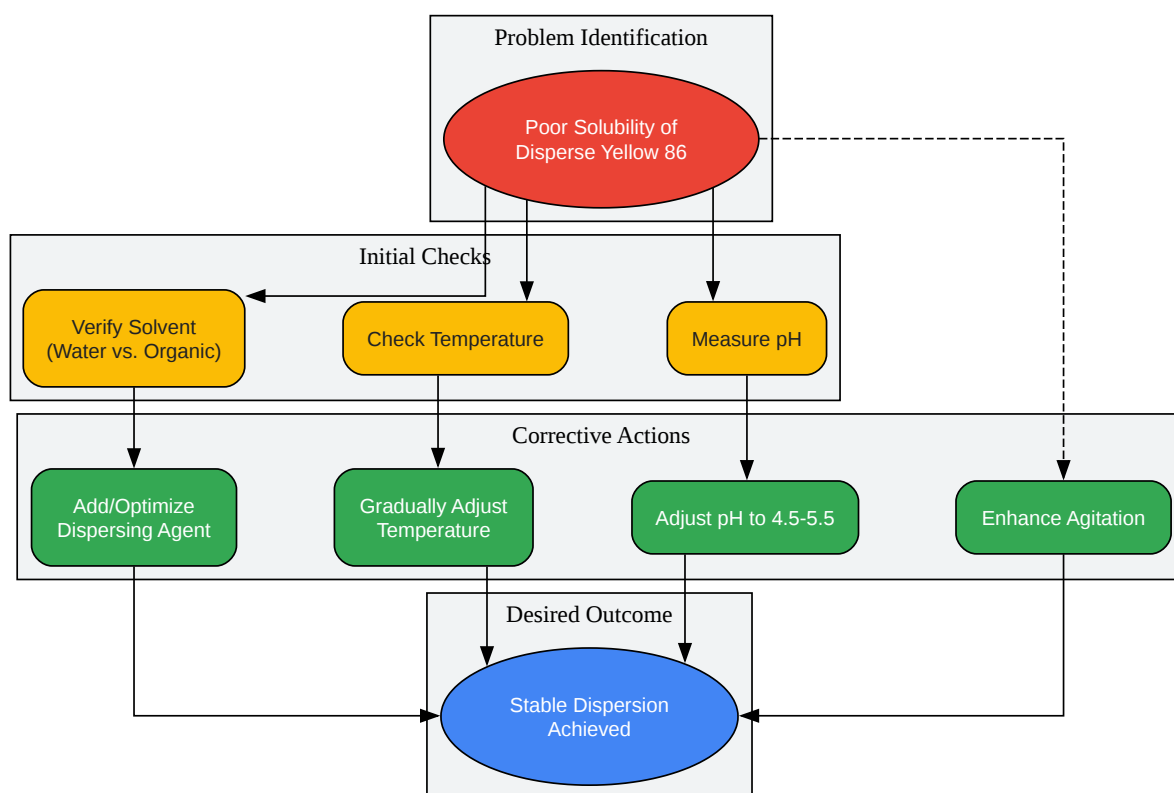 Problem Identification
Poor Solubility of
Disperse Yellow 86
Initial Checks
Verify Solvent
(Water vs. Organic)
Check Temperature
Measure pH
Corrective Actions
Add/Optimize
Dispersing Agent
Gradually Adjust
Temperature
Adjust pH to 4.5-5.5
Enhance Agitation
Desired Outcome
Stable Dispersion
Achieved